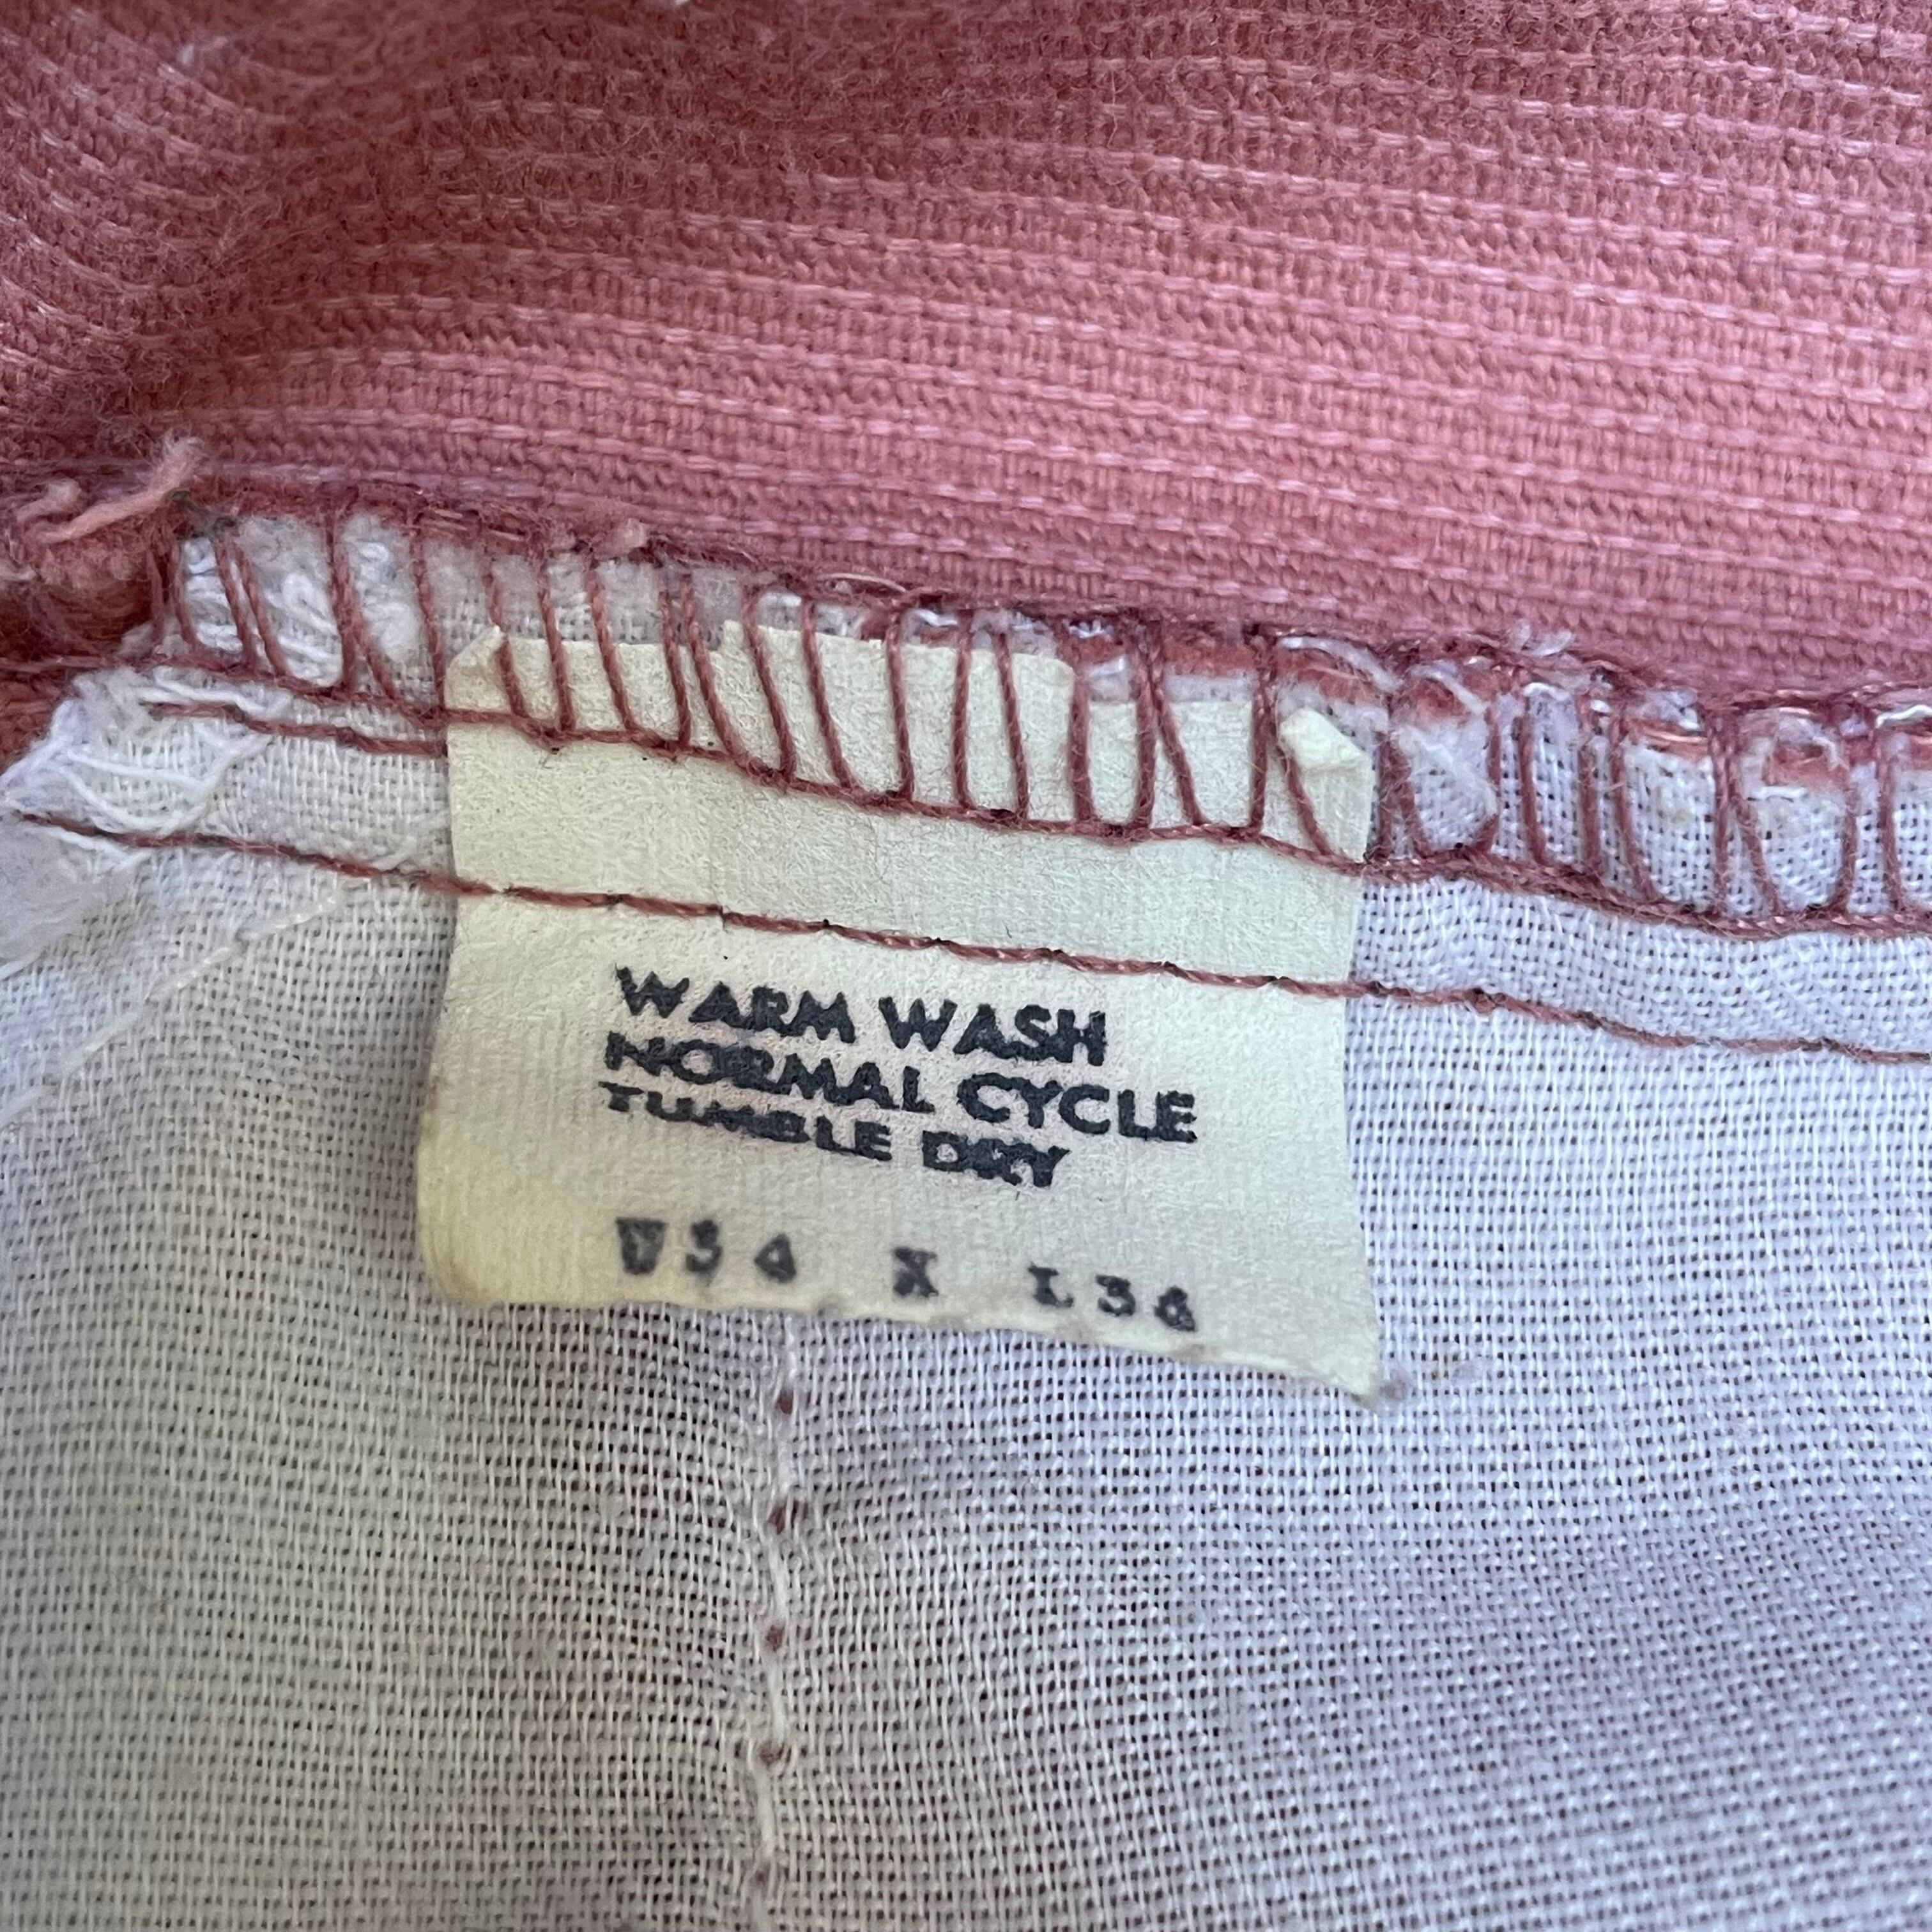 WARM WASH
NORMAL CYCLE
TUMBLE DRY
W34 X L36